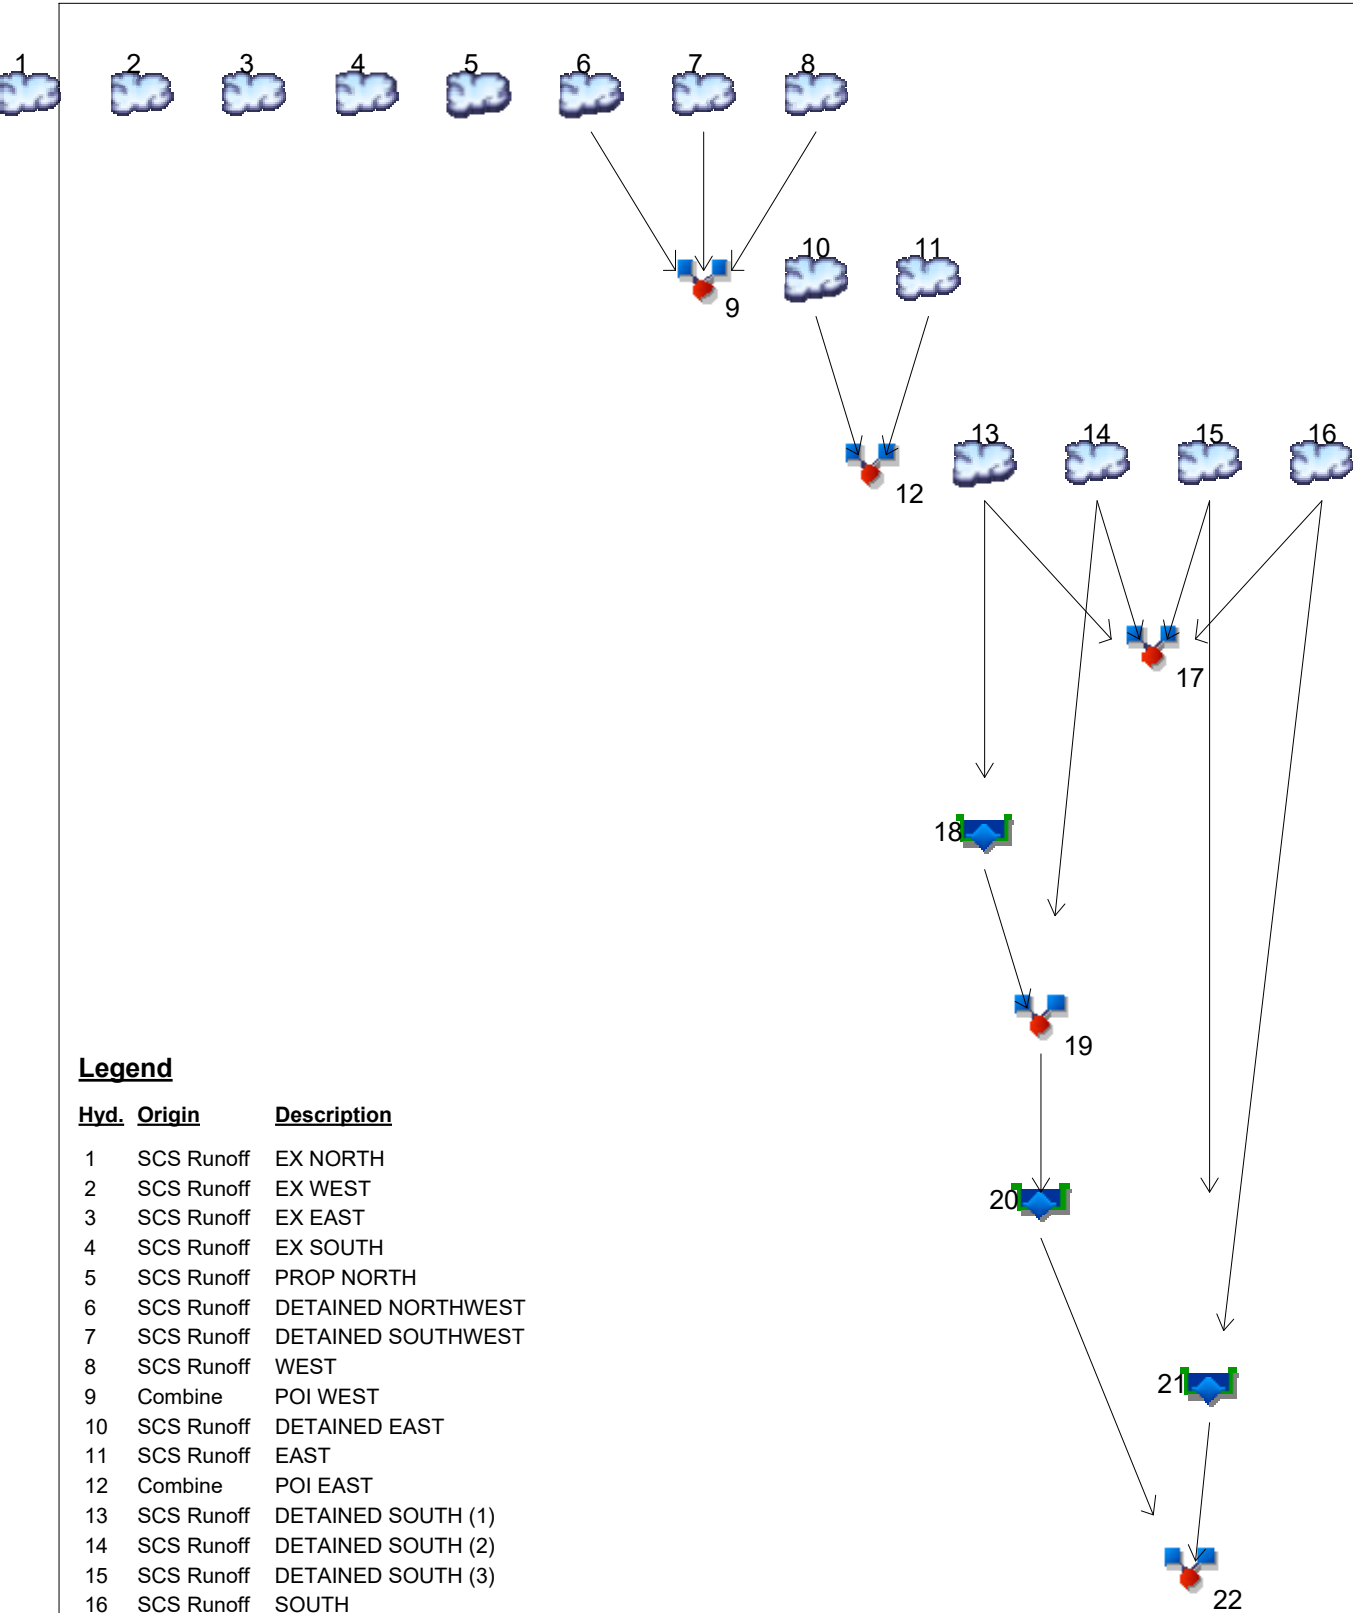 1 2 3 4 5 6 7 8
10 11
9
13 14 15 16
12
17
18
19
20
21
22
Legend
Hyd. Origin Description
1 SCS Runoff EX NORTH
2 SCS Runoff EX WEST
3 SCS Runoff EX EAST
4 SCS Runoff EX SOUTH
5 SCS Runoff PROP NORTH
6 SCS Runoff DETAINED NORTHWEST
7 SCS Runoff DETAINED SOUTHWEST
8 SCS Runoff WEST
9 Combine POI WEST
10 SCS Runoff DETAINED EAST
11 SCS Runoff EAST
12 Combine POI EAST
13 SCS Runoff DETAINED SOUTH (1)
14 SCS Runoff DETAINED SOUTH (2)
15 SCS Runoff DETAINED SOUTH (3)
16 SCS Runoff SOUTH